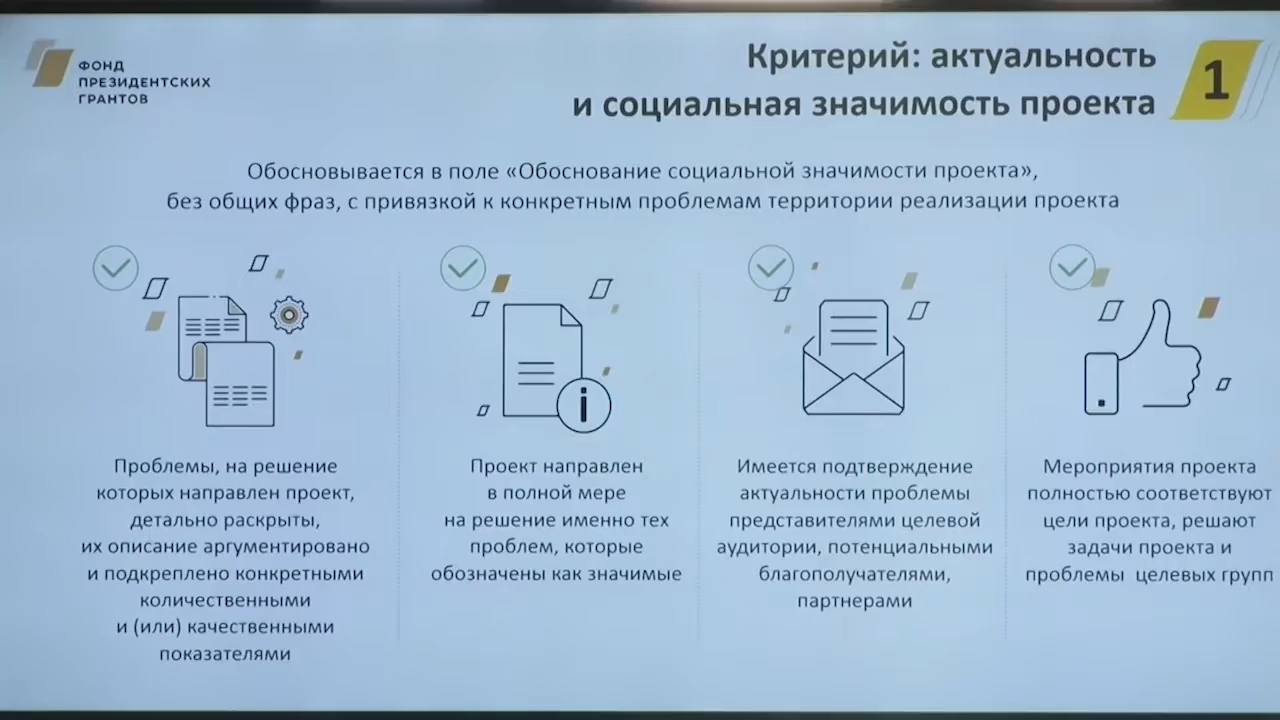 ФОНД
ПРЕЗИДЕНТСКИХ
ГРАНТОВ
Критерий: актуальность
и социальная значимость проекта
1
Обосновывается в поле «Обоснование социальной значимости проекта»,
без общих фраз, с привязкой к конкретным проблемам территории реализации проекта
Проблемы, на решение
которых направлен проект,
детально раскрыты,
их описание аргументировано
и подкреплено конкретными
количественными
и (или) качественными
показателями
i
Проект направлен
в полной мере
на решение именно тех
проблем, которые
обозначены как значимые
Имеется подтверждение
актуальности проблемы
представителями целевой
аудитории, потенциальными
благополучателями,
партнерами
Мероприятия проекта
полностью соответствуют
цели проекта, решают
задачи проекта и
проблемы целевых групп